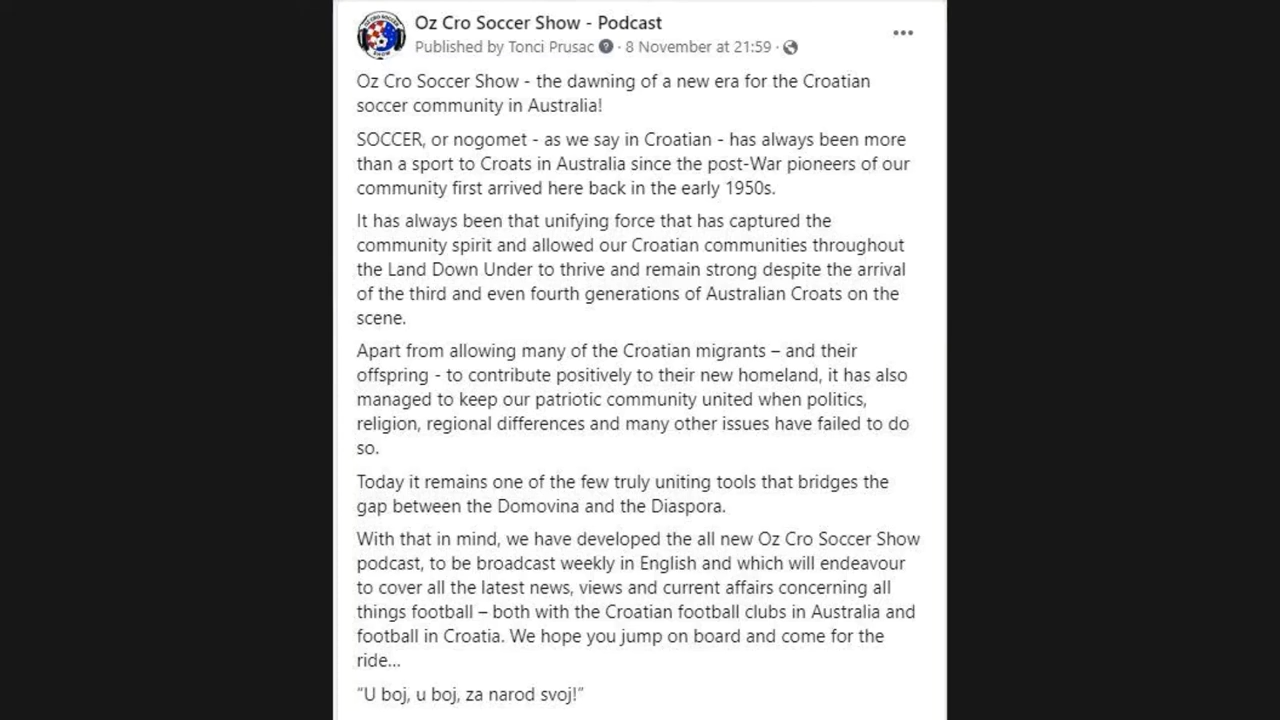 Oz Cro Soccer Show - Podcast
Published by Tonci Prusac · 8 November at 21:59 ·
Oz Cro Soccer Show - the dawning of a new era for the Croatian
soccer community in Australia!
SOCCER, or nogomet - as we say in Croatian - has always been more
than a sport to Croats in Australia since the post-War pioneers of our
community first arrived here back in the early 1950s.
It has always been that unifying force that has captured the
community spirit and allowed our Croatian communities throughout
the Land Down Under to thrive and remain strong despite the arrival
of the third and even fourth generations of Australian Croats on the
scene.
Apart from allowing many of the Croatian migrants – and their
offspring - to contribute positively to their new homeland, it has also
managed to keep our patriotic community united when politics,
religion, regional differences and many other issues have failed to do
so.
Today it remains one of the few truly uniting tools that bridges the
gap between the Domovina and the Diaspora.
With that in mind, we have developed the all new Oz Cro Soccer Show
podcast, to be broadcast weekly in English and which will endeavour
to cover all the latest news, views and current affairs concerning all
things football – both with the Croatian football clubs in Australia and
football in Croatia. We hope you jump on board and come for the
ride...
“U boj, u boj, za narod svoj!”